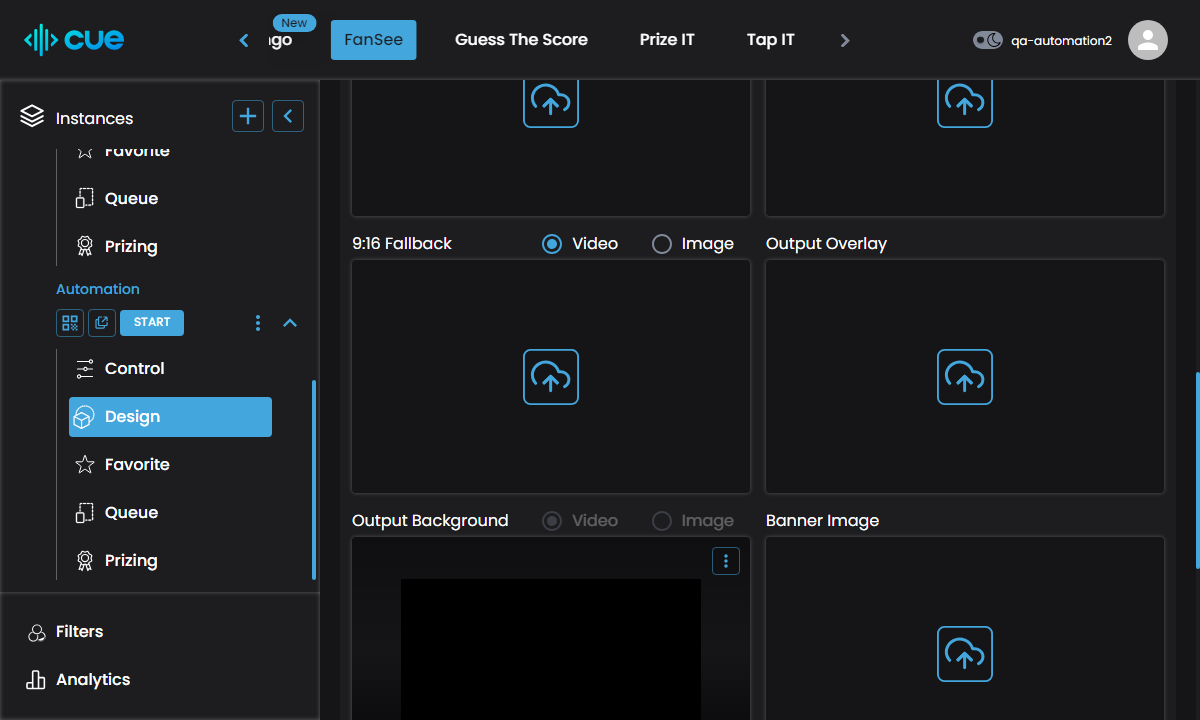 cue
New
ngo
FanSee
Guess The Score
Prize IT
Tap IT
qa-automation2
Instances
Favorite
Queue
Prizing
Automation
START
Control
Design
Favorite
Queue
Prizing
Filters
Analytics
9:16 Fallback
Video
Image
Output Overlay
Output Background
Video
Image
Banner Image